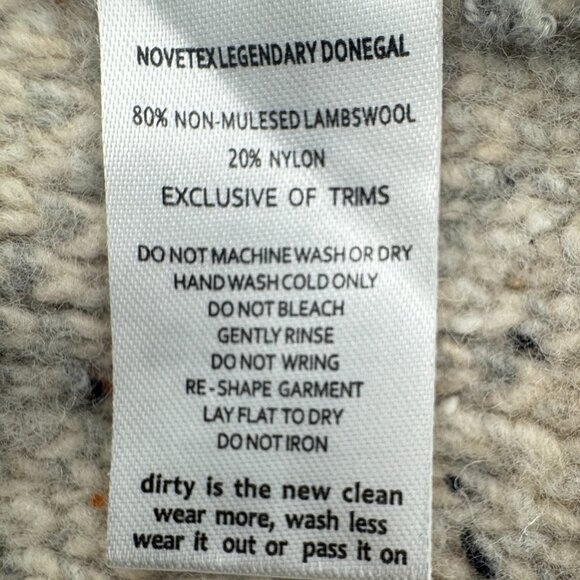 NOVETEX LEGENDARY DONEGAL
80% NON-MULESED LAMBSWOOL
20% NYLON
EXCLUSIVE OF TRIMS
DO NOT MACHINE WASH OR DRY
HAND WASH COLD ONLY
DO NOT BLEACH
GENTLY RINSE
DO NOT WRING
RE-SHAPE GARMENT
LAY FLAT TO DRY
DO NOT IRON
dirty is the new clean
wear more, wash less
wear it out or pass it on